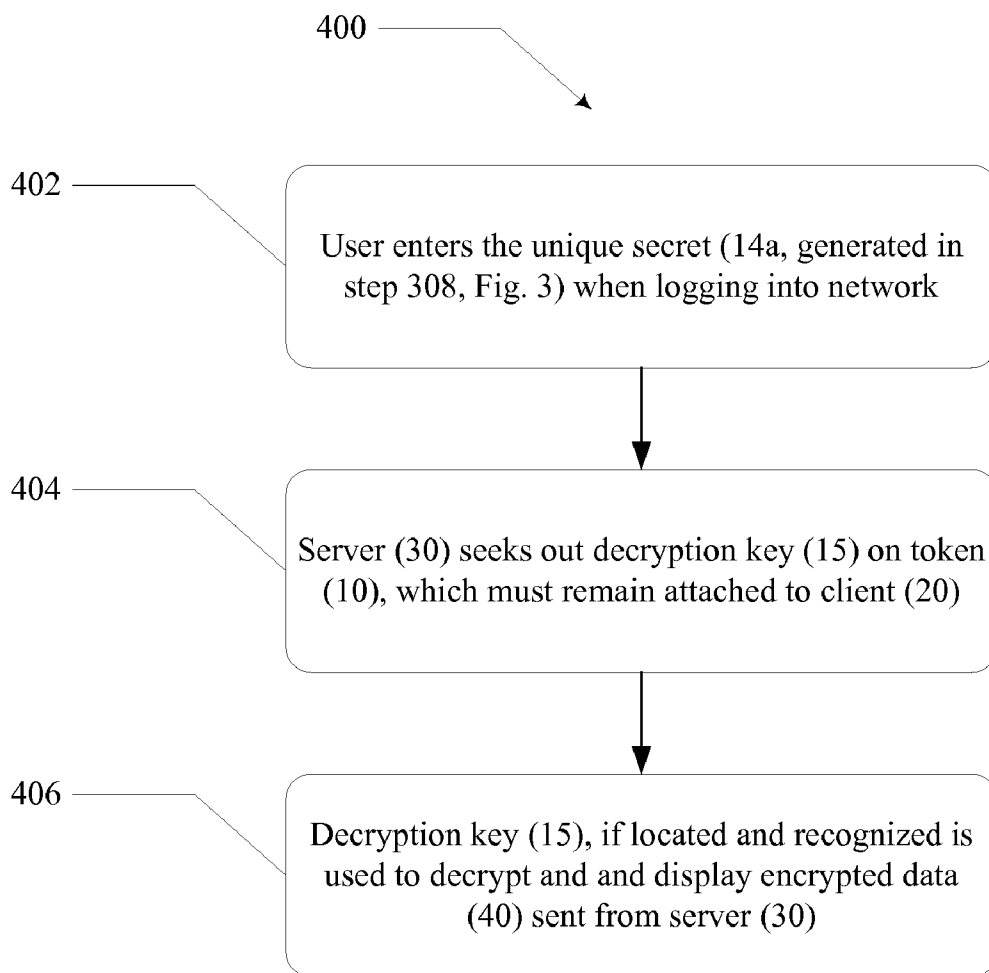 400
402
User enters the unique secret (14a, generated in
step 308, Fig. 3) when logging into network
404
Server (30) seeks out decryption key (15) on token
(10), which must remain attached to client (20)
406
Decryption key (15), if located and recognized is
used to decrypt and and display encrypted data
(40) sent from server (30)